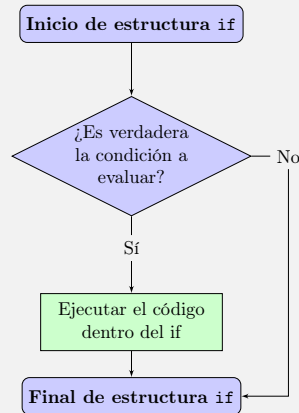 Inicio de estructura if
¿Es verdadera
la condición a
evaluar?
No
Sí
Ejecutar el código
dentro del if
Final de estructura if